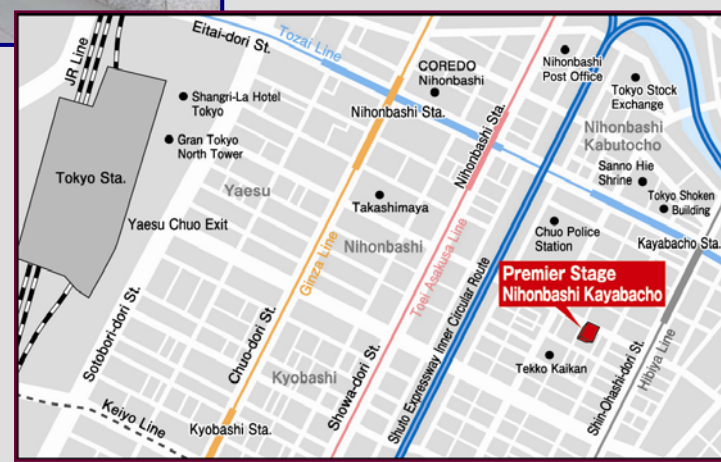 Eitai-dori St.
Tozai Line
JR Line
COREDO
Nihonbashi
Nihonbashi
Post Office
Shangri-La Hotel
Tokyo
Nihonbashi Sta.
Nihonbashi Sta.
Tokyo Stock
Exchange
Nihonbashi
Kabutocho
Gran Tokyo
North Tower
Sanno Hie
Shrine
Tokyo Sta.
Yaesu
Takashimaya
Tokyo Shoken
Building
Yaesu Chuo Exit
Chuo Police
Station
Kayabacho Sta.
Nihonbashi
Ginza Line
Toei Asakusa Line
Premier Stage
Nihonbashi Kayabacho
Shuto Expressway Inner Circular Route
Sotobori-dori St.
Chuo-dori St.
Kyobashi
Showa-dori St.
Tekko Kaikan
Shin-Ohashi-dori St.
Hibiya Line
Keiyo Line
Kyobashi Sta.